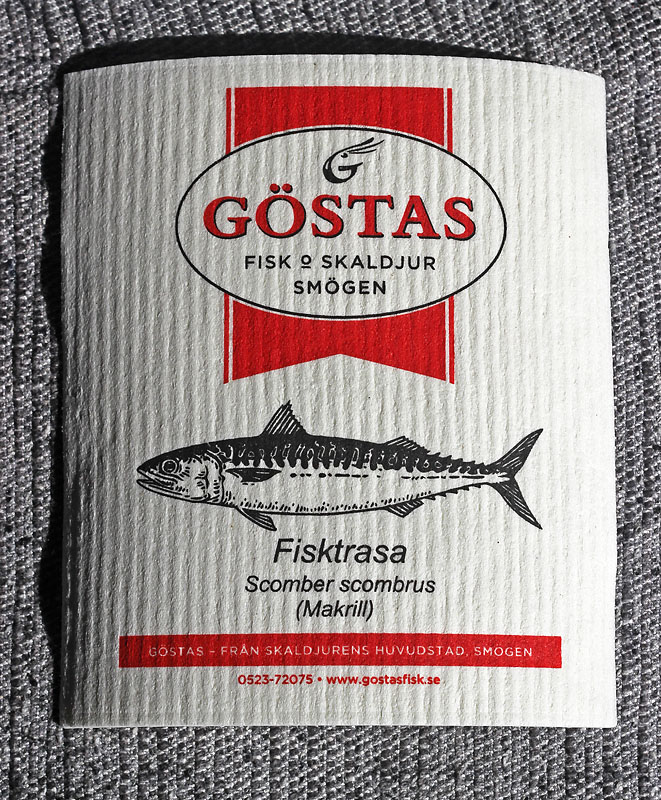 GÖSTAS
FISK o SKALDJUR
SMÖGEN
Fisktrasa
Scomber scombrus
(Makrill)
GÖSTAS – FRÅN SKALDJURENS HUVUDSTAD, SMÖGEN
0523-72075 • www.gostasfisk.se